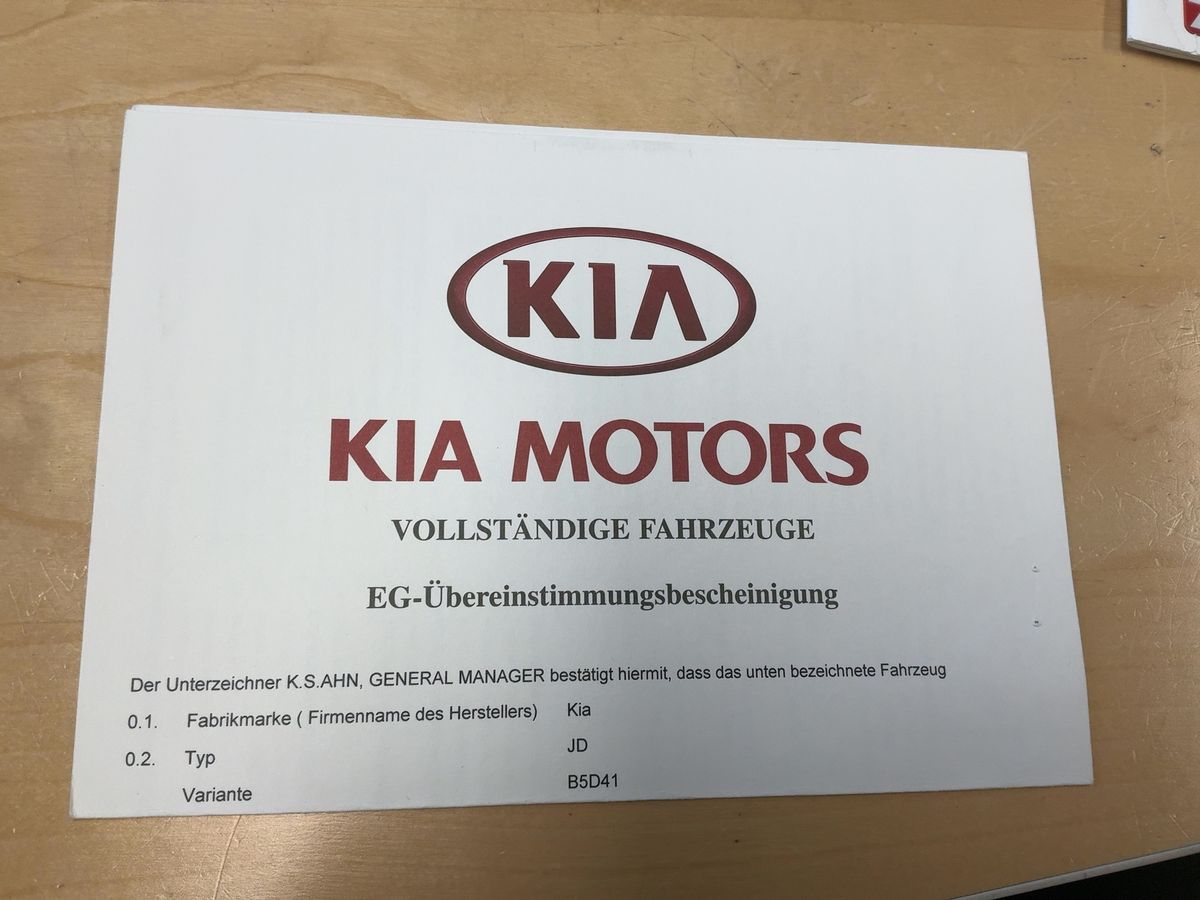 KIA
KIA MOTORS
VOLLSTÄNDIGE FAHRZEUGE
EG-Übereinstimmungsbescheinigung
Der Unterzeichner K.S.AHN, GENERAL MANAGER bestätigt hiermit, dass das unten bezeichnete Fahrzeug
0.1. Fabrikmarke ( Firmenname des Herstellers) Kia
0.2. Typ JD
Variante B5D41